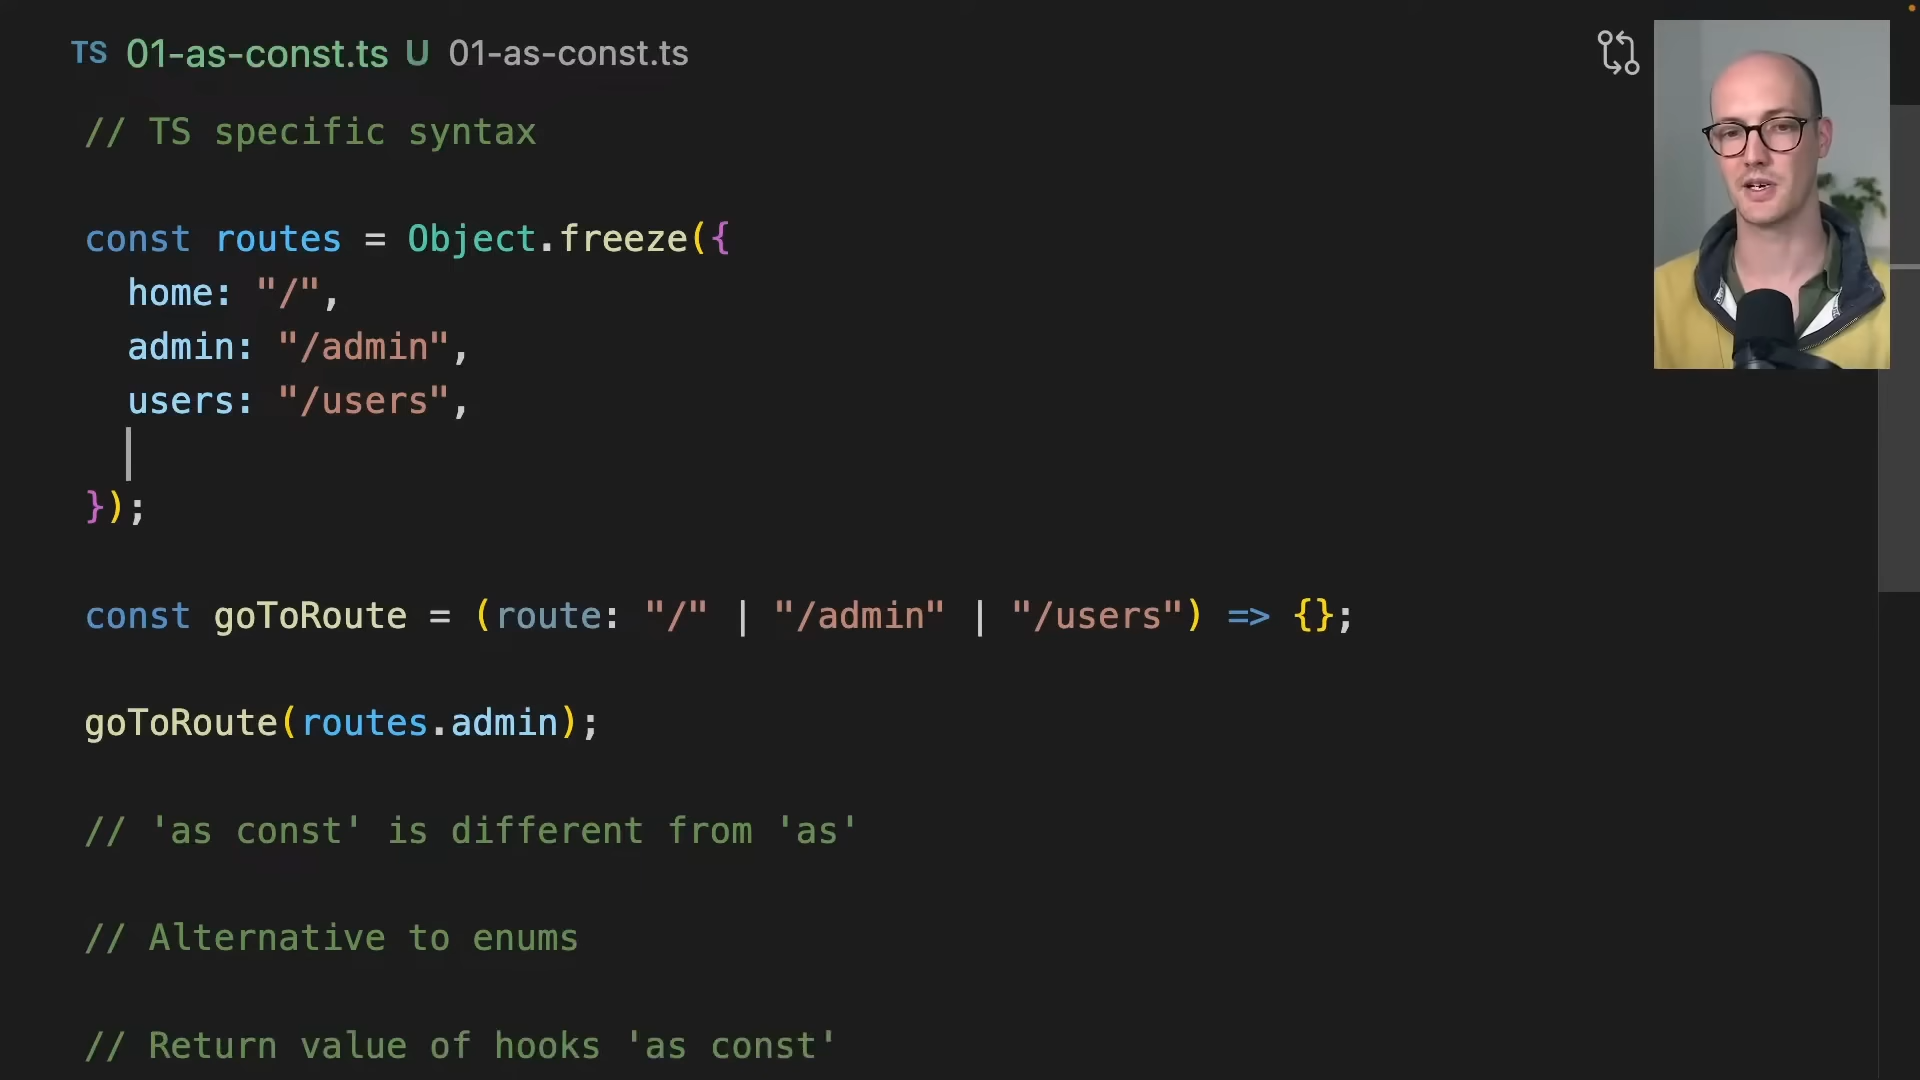 TS 01-as-const.ts U 01-as-const.ts
// TS specific syntax
const routes = Object.freeze({
home: "/",
admin: "/admin",
users: "/users",
});
const goToRoute = (route: "/" | "/admin" | "/users") => {};
goToRoute(routes.admin);
// 'as const' is different from 'as'
// Alternative to enums
// Return value of hooks 'as const'